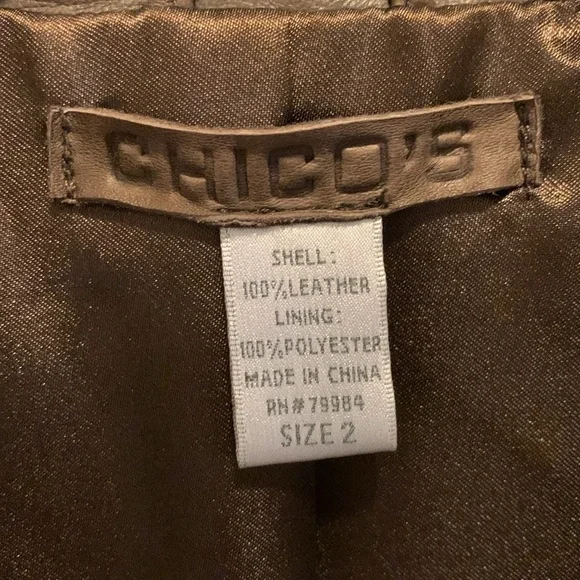 CHICO'S
SHELL:
100%LEATHER
LINING:
100%POLYESTER
MADE IN CHINA
RN#79984
SIZE 2